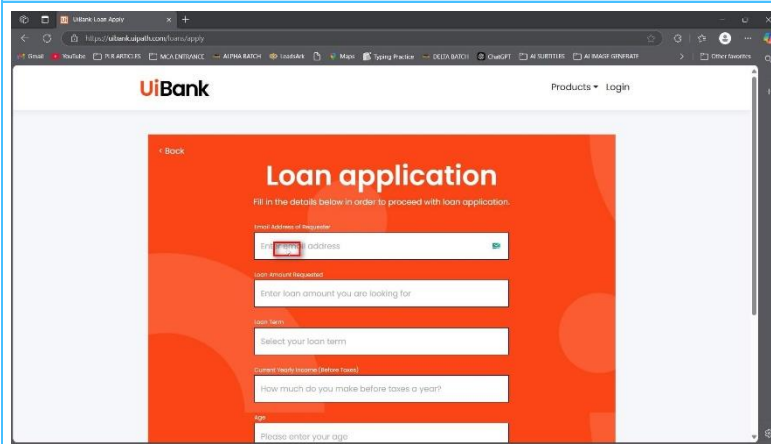 UiBank Loan Apply
https://uibank.uipath.com/loans/apply
Gmail YouTube PLR ARTICLES MCA ENTRANCE ALPHA BATCH LeadsArk Maps Typing Practice DELTA BATCH ChatGPT AI SUBTITLES AI IMAGE GENERATE Other favorites
UiBank Products Login
< Back
Loan application
Fill in the details below in order to proceed with loan application.
Email Address of Requester
Enter email address
Loan Amount Requested
Enter loan amount you are looking for
Loan Term
Select your loan term
Current Yearly Income (Before Taxes)
How much do you make before taxes a year?
Age
Please enter your age